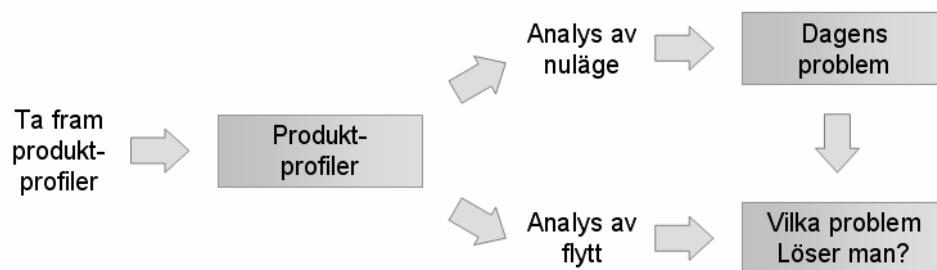 Ta fram
produkt-
profiler
Produkt-
profiler
Analys av
nuläge
Dagens
problem
Analys av
flytt
Vilka problem
Löser man?